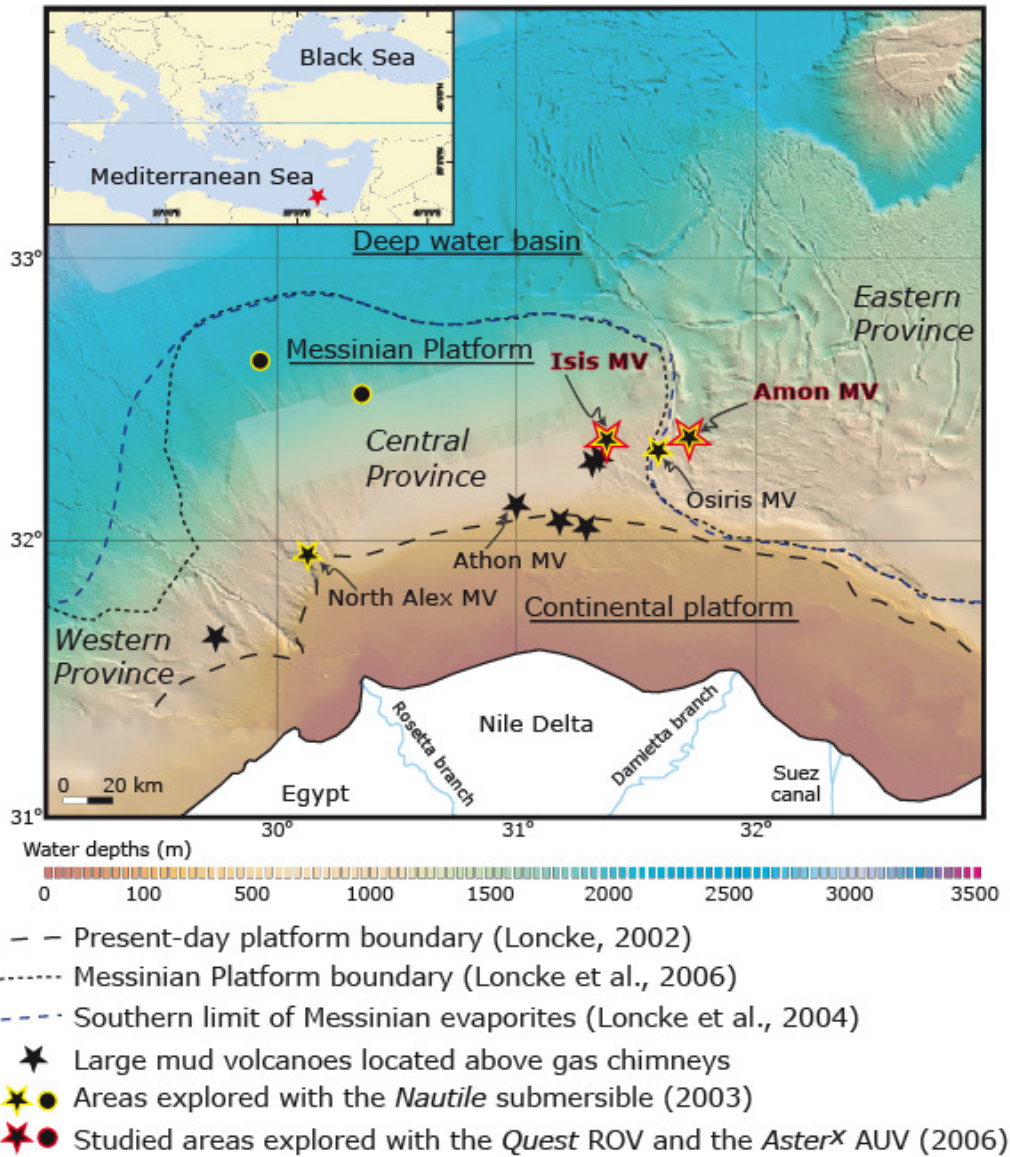 Black Sea
Mediterranean Sea
Deep water basin
33°
Eastern
Province
Messinian Platform
Isis MV
Amon MV
Central
Province
Osiris MV
32°
Athon MV
North Alex MV
Continental platform
Western
Province
Rosetta branch
Nile Delta
Damietta branch
Suez
canal
0 20 km
Egypt
31°
30° 31° 32°
Water depths (m)
0 100 500 1000 1500 2000 2500 3000 3500
Present-day platform boundary (Loncke, 2002)
Messinian Platform boundary (Loncke et al., 2006)
Southern limit of Messinian evaporites (Loncke et al., 2004)
Large mud volcanoes located above gas chimneys
Areas explored with the Nautile submersible (2003)
Studied areas explored with the Quest ROV and the Asterx AUV (2006)